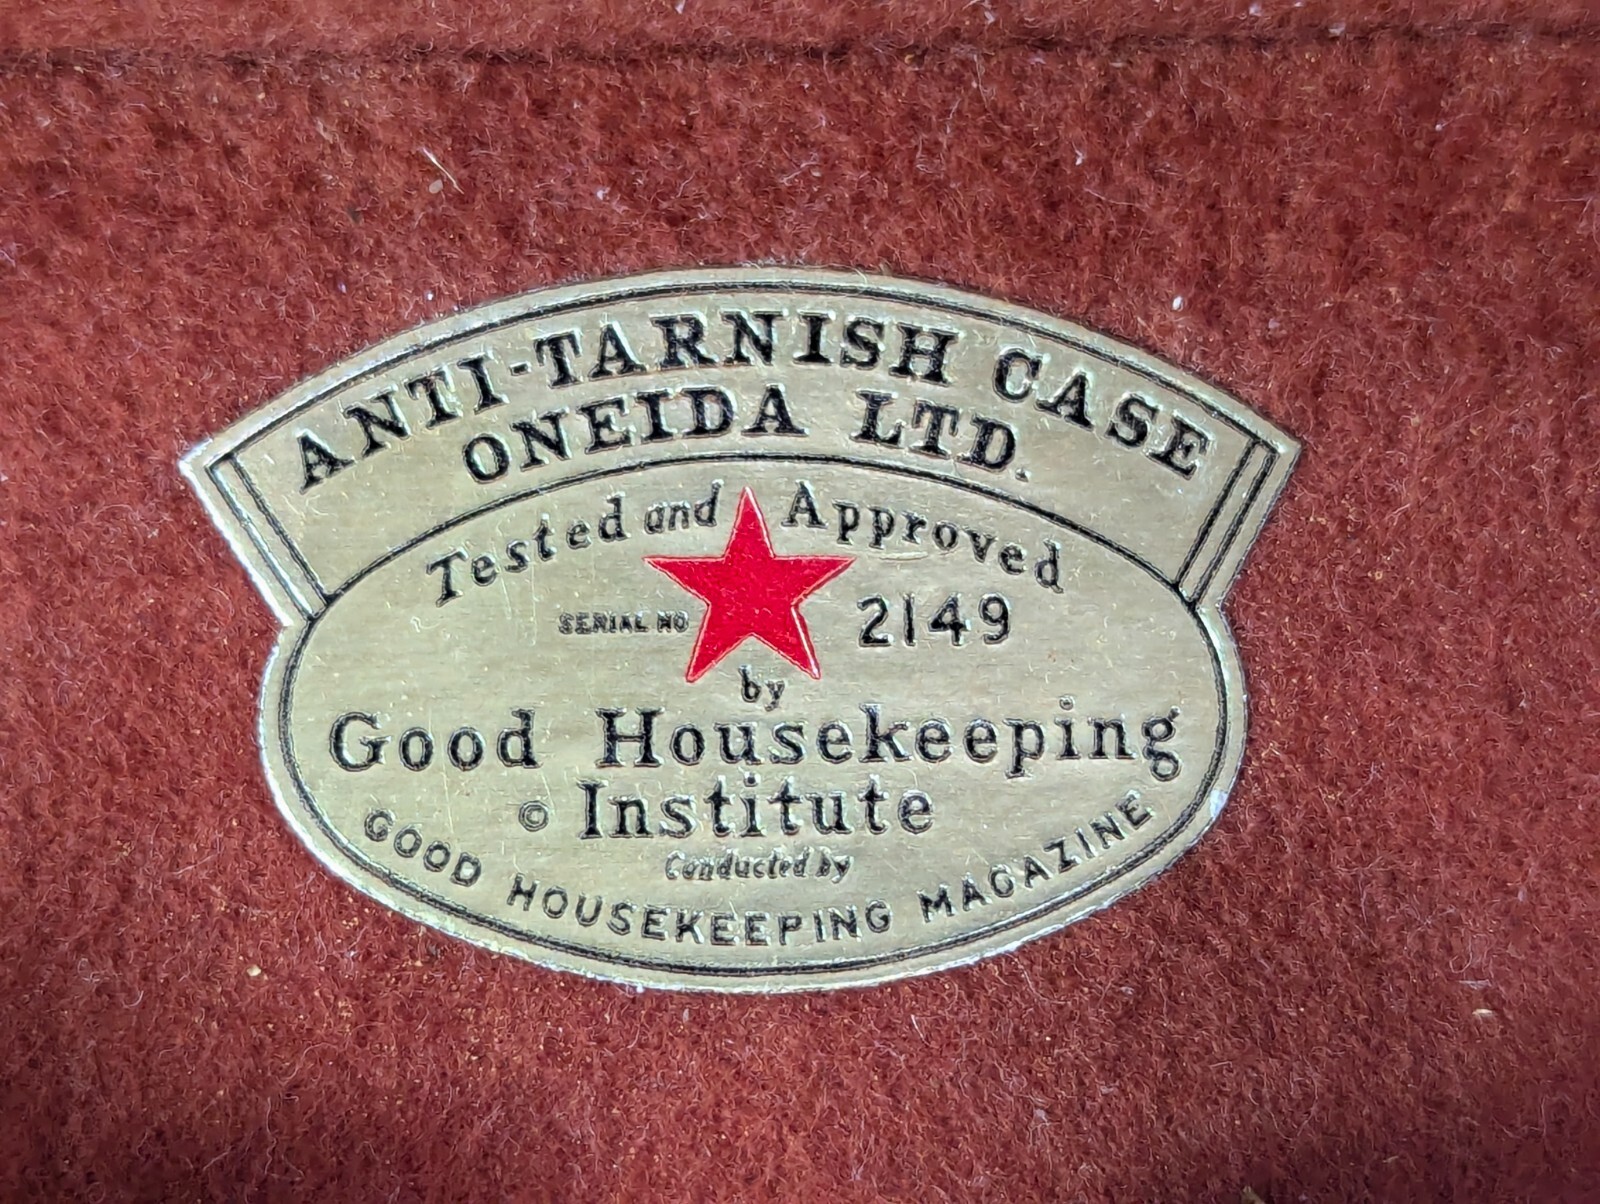 ANTI-TARNISH CASE
ONEIDA LTD.
Tested and Approved
SERIAL NO 2149
by
Good Housekeeping
© Institute
Conducted by
GOOD HOUSEKEEPING MAGAZINE